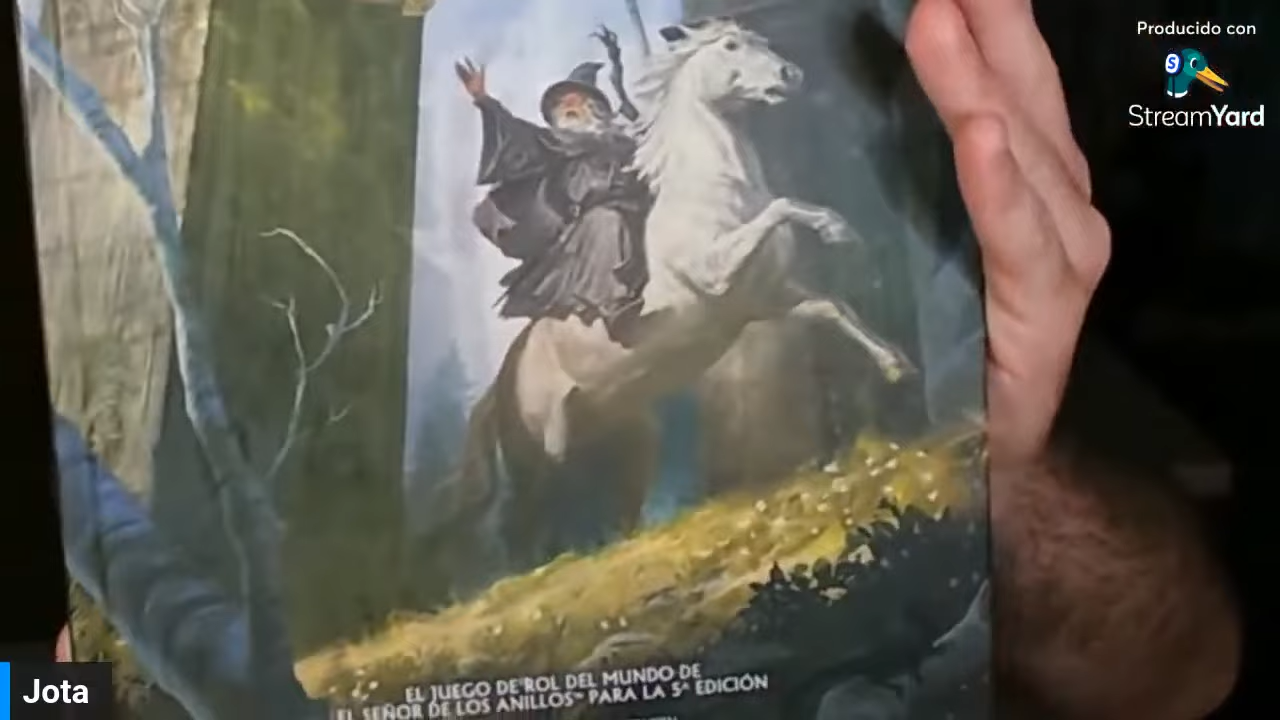 Producido con
StreamYard
EL JUEGO DE ROL DEL MUNDO DE
EL SEÑOR DE LOS ANILLOS™ PARA LA 5ª EDICIÓN
Jota